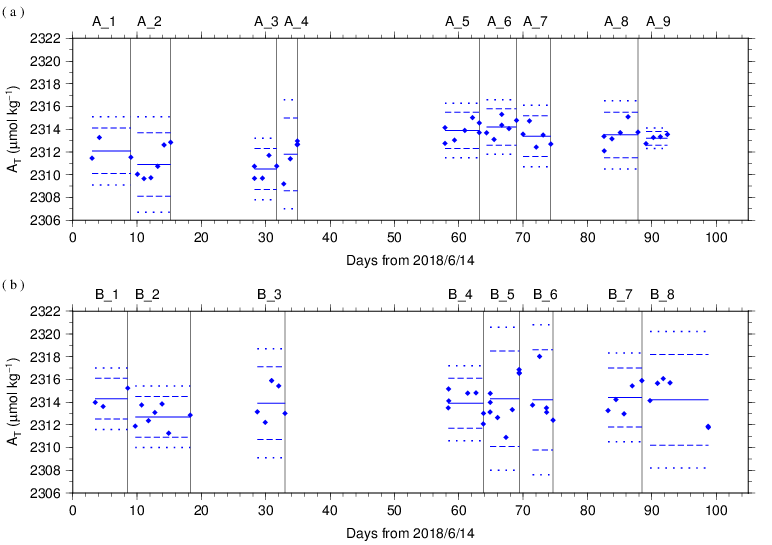 ( a )
A_1 A_2 A_3 A_4 A_5 A_6 A_7 A_8 A_9
2322
2320
2318
2316
2314
2312
2310
2308
2306
A_T (μmol kg⁻¹)
0 10 20 30 40 50 60 70 80 90 100
Days from 2018/6/14
( b )
B_1 B_2 B_3 B_4 B_5 B_6 B_7 B_8
2322
2320
2318
2316
2314
2312
2310
2308
2306
A_T (μmol kg⁻¹)
0 10 20 30 40 50 60 70 80 90 100
Days from 2018/6/14